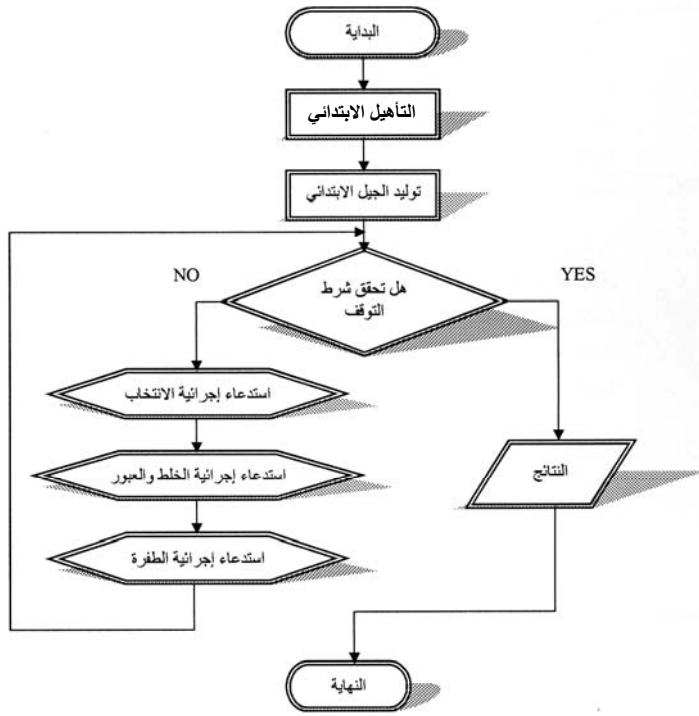 البداية
التأهيل الابتدائي
توليد الجيل الابتدائي
هل تحقق شرط
التوقف
NO
YES
استدعاء إجرائية الانتخاب
استدعاء إجرائية الخلط والعبور
استدعاء إجرائية الطفرة
النتائج
النهاية